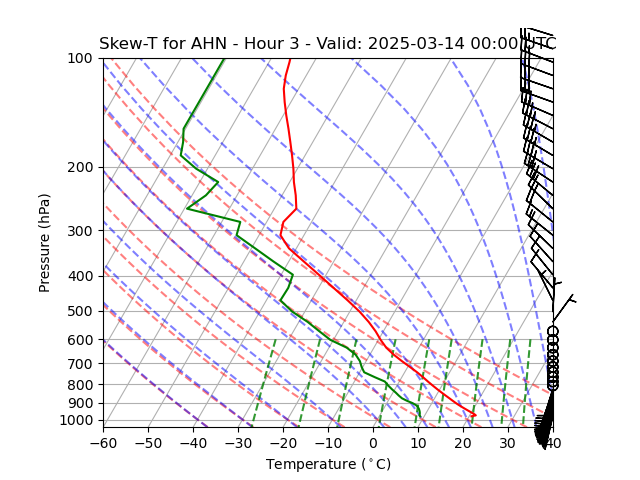 Skew-T for AHN - Hour 3 - Valid: 2025-03-14 00:00 UTC
100
200
300
400
500
600
700
800
900
1000
Pressure (hPa)
−60 −50 −40 −30 −20 −10 0 10 20 30 40
Temperature (°C)